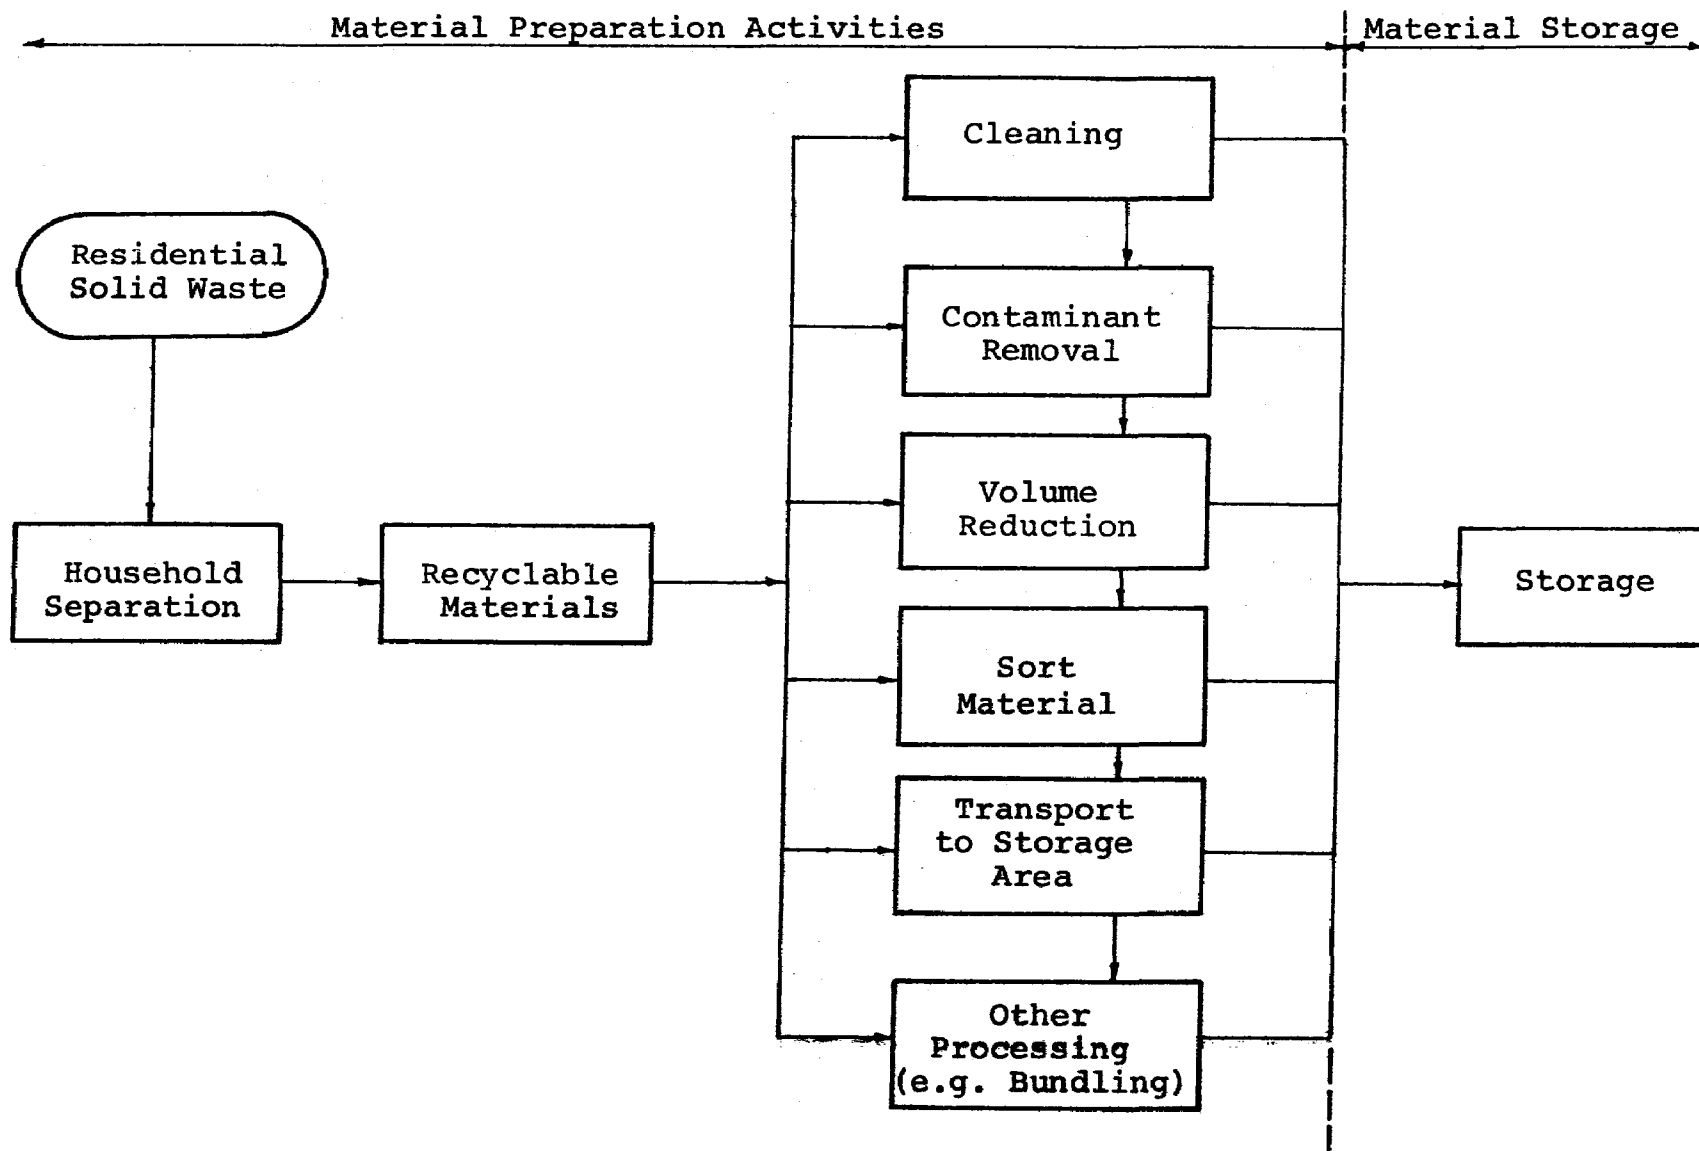 Material Preparation Activities
Material Storage
Cleaning
Residential
Solid Waste
Contaminant
Removal
Volume
Reduction
Household
Separation
Recyclable
Materials
Storage
Sort
Material
Transport
to Storage
Area
Other
Processing
(e.g. Bundling)